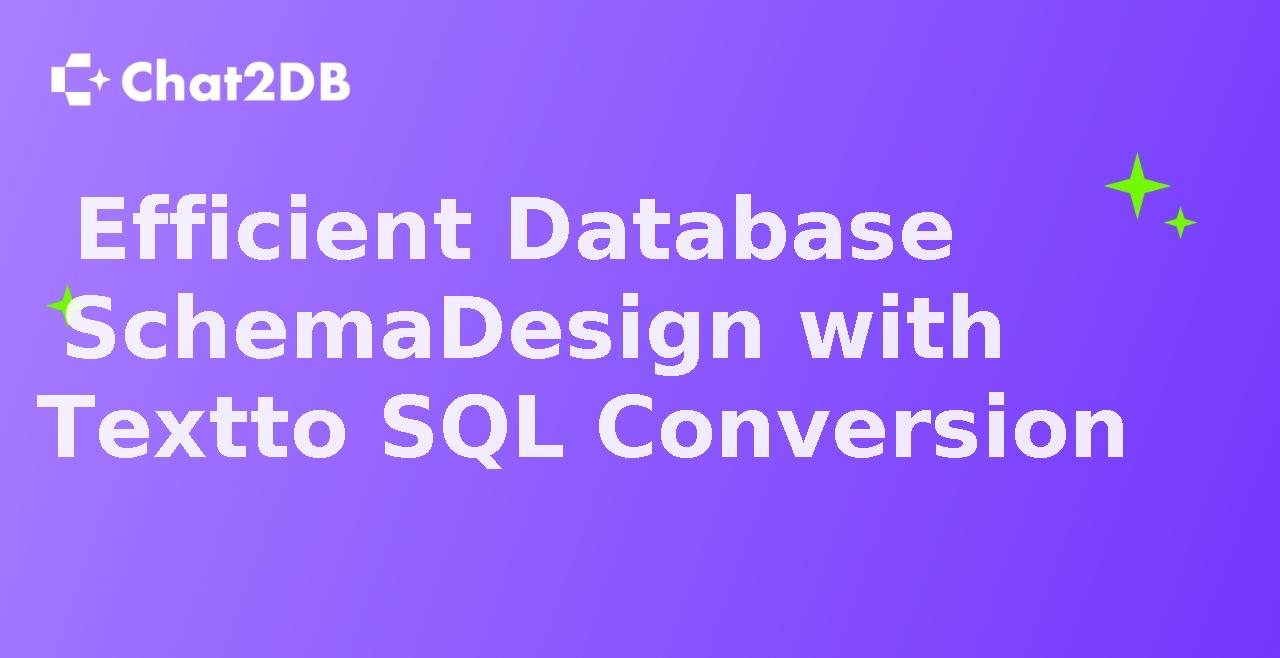 Chat2DB
Efficient Database
SchemaDesign with
Textto SQL Conversion